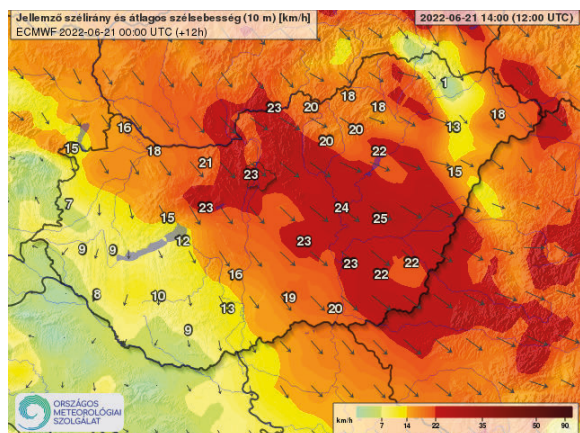 Jellemző szélirány és átlagos szélsebesség (10 m) [km/h]
ECMWF 2022-06-21 00:00 UTC (+12h)
2022-06-21 14:00 (12:00 UTC)
1
18
23 20 18
16
20 13 18
15 18
20
21 22
23 15
7
15 23 24 25
9 9 12 23
23 22 22
16
8 10 13 19 20
9
ORSZÁGOS
METEOROLÓGIAI
SZOLGÁLAT
km/h 7 14 22 35 50 90